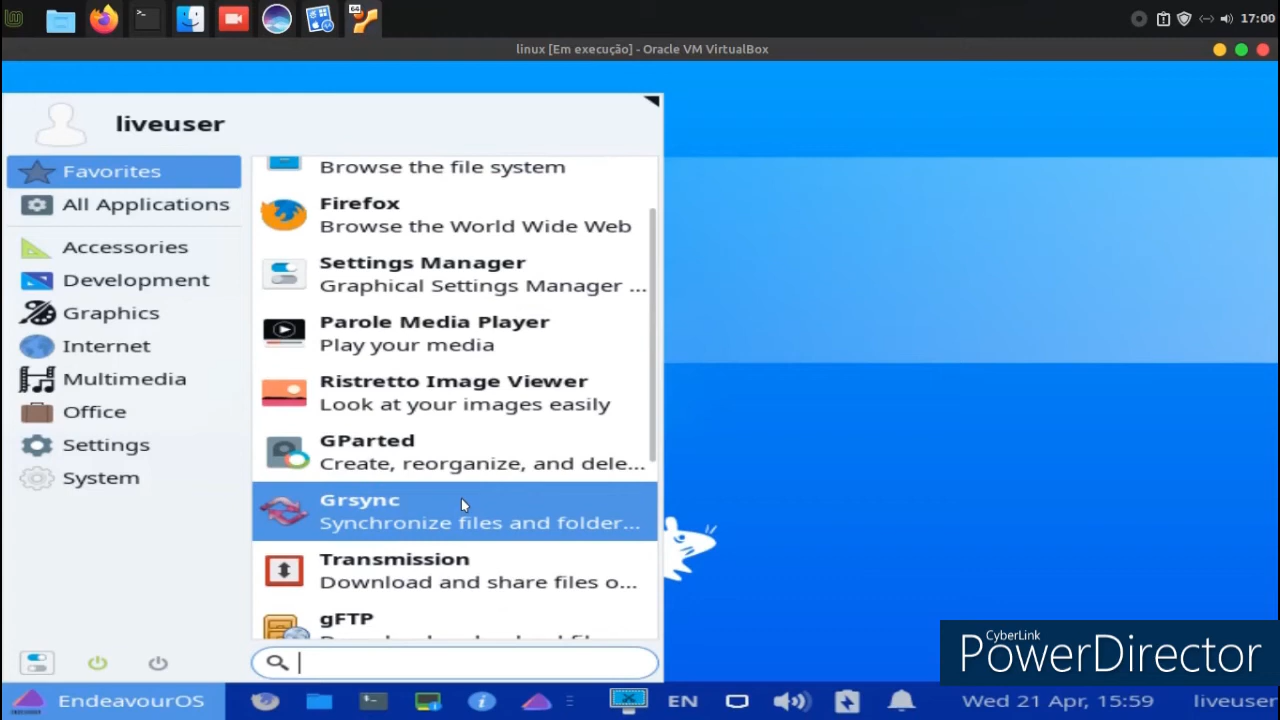 64
17:00
linux [Em execução] - Oracle VM VirtualBox
liveuser
Favorites
All Applications
Accessories
Development
Graphics
Internet
Multimedia
Office
Settings
System
Browse the file system
Firefox
Browse the World Wide Web
Settings Manager
Graphical Settings Manager ...
Parole Media Player
Play your media
Ristretto Image Viewer
Look at your images easily
GParted
Create, reorganize, and dele...
Grsync
Synchronize files and folder...
Transmission
Download and share files o...
gFTP
CyberLink
PowerDirector
EndeavourOS
EN
Wed 21 Apr, 15:59
liveuser